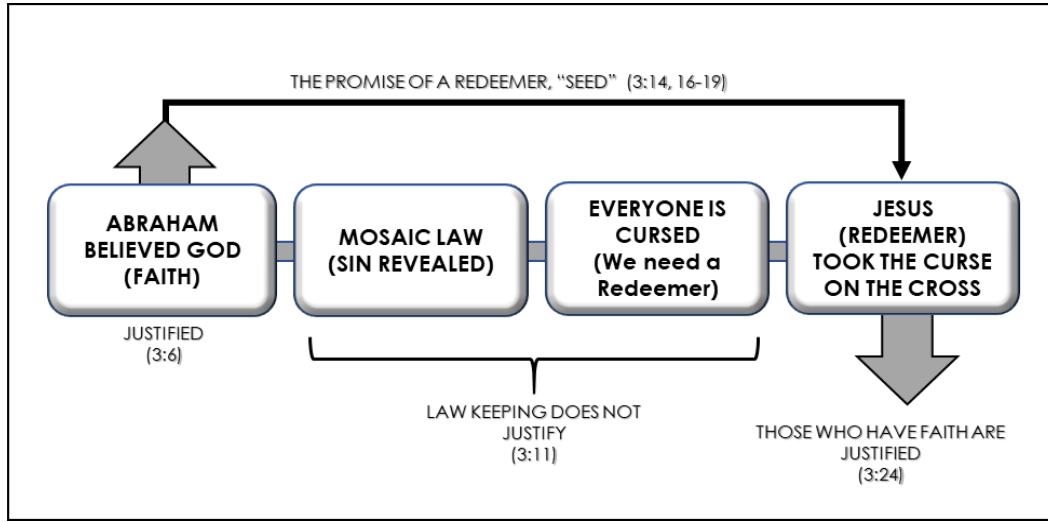 THE PROMISE OF A REDEEMER, “SEED” (3:14, 16-19)
ABRAHAM
BELIEVED GOD
(FAITH)
MOSAIC LAW
(SIN REVEALED)
EVERYONE IS
CURSED
(We need a
Redeemer)
JESUS
(REDEEMER)
TOOK THE CURSE
ON THE CROSS
JUSTIFIED
(3:6)
LAW KEEPING DOES NOT
JUSTIFY
(3:11)
THOSE WHO HAVE FAITH ARE
JUSTIFIED
(3:24)